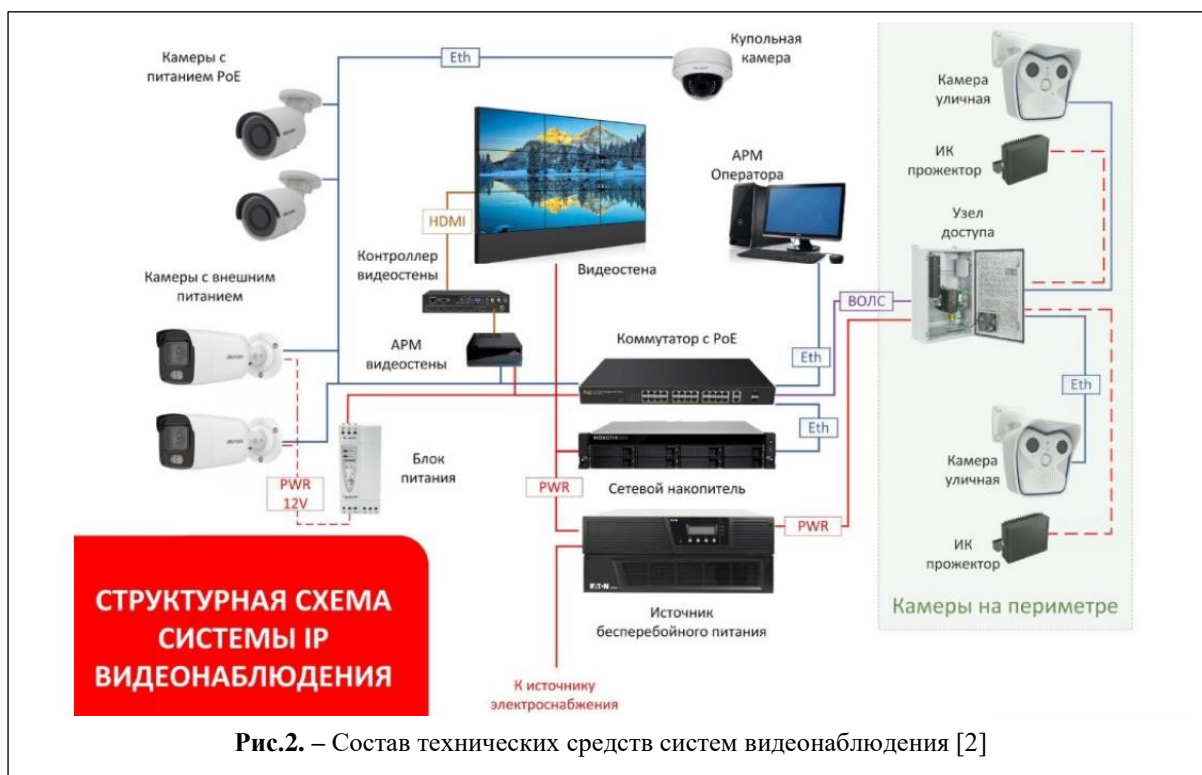 Камеры с
питанием PoE
Eth
Купольная
камера
Камера
уличная
ИК
прожектор
АРМ
Оператора
HDMI
Контроллер
видеостены
Видеостена
Узел
доступа
Камеры с внешним
питанием
АРМ
видеостены
ВОЛС
Коммутатор с PoE
Eth
Eth
Eth
Блок
питания
PWR
12V
PWR
Сетевой накопитель
PWR
Камера
уличная
ИК
прожектор
E·T·N
Источник
бесперебойного питания
Камеры на периметре
СТРУКТУРНАЯ СХЕМА
СИСТЕМЫ IP
ВИДЕОНАБЛЮДЕНИЯ
К источнику
электроснабжения
Рис.2. – Состав технических средств систем видеонаблюдения [2]